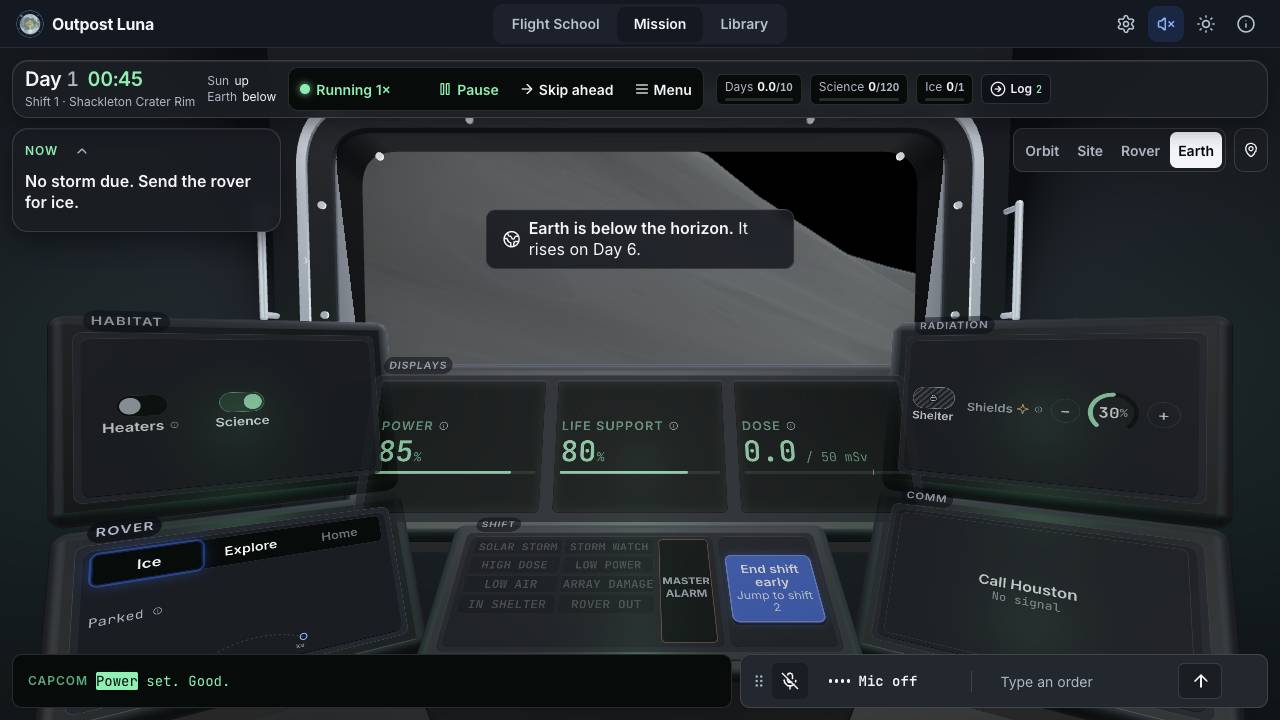 Outpost Luna
Flight School
Mission
Library
Day 1 00:45
Shift 1 · Shackleton Crater Rim
Sun up
Earth below
Running 1×
Pause
Skip ahead
Menu
Days 0.0/10
Science 0/120
Ice 0/1
Log 2
NOW
No storm due. Send the rover
for ice.
Orbit
Site
Rover
Earth
Earth is below the horizon. It
rises on Day 6.
HABITAT
Heaters
Science
DISPLAYS
POWER
85%
LIFE SUPPORT
80%
DOSE
0.0 / 50 mSv
RADIATION
Shelter
Shields
−
30%
+
ROVER
Ice
Explore
Home
Parked
SHIFT
SOLAR STORM
STORM WATCH
HIGH DOSE
LOW POWER
LOW AIR
ARRAY DAMAGE
IN SHELTER
ROVER OUT
MASTER
ALARM
End shift
early
Jump to shift
2
COMM
Call Houston
No signal
CAPCOM Power set. Good.
Mic off
Type an order